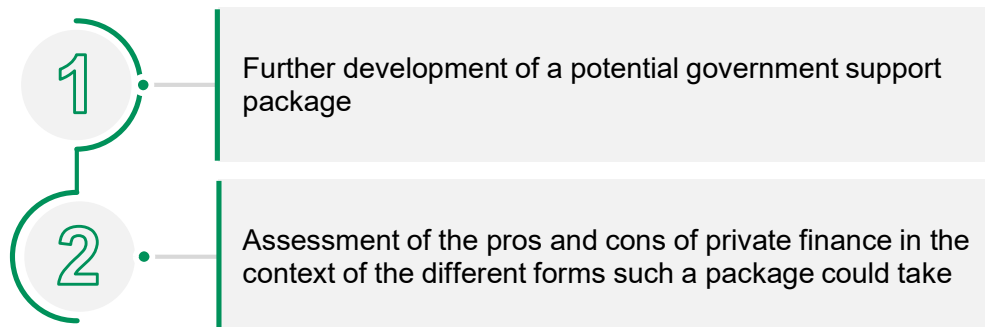 1
Further development of a potential government support
package
2
Assessment of the pros and cons of private finance in the
context of the different forms such a package could take